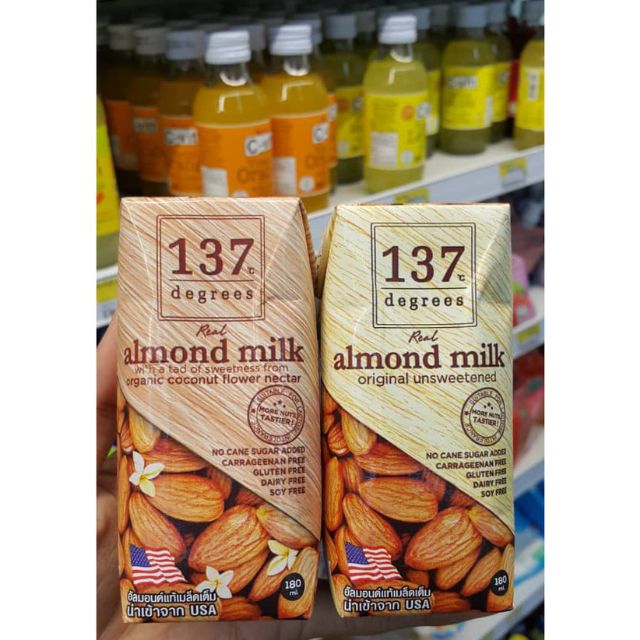 137
°C
degrees
Real
almond milk
with a tad of sweetness from
organic coconut flower nectar
MORE NUTS
TASTIER!
NO CANE SUGAR ADDED
CARRAGEENAN FREE
GLUTEN FREE
DAIRY FREE
SOY FREE
อัลมอนด์แท้เมล็ดเต็ม
นำเข้าจาก USA
180
ml.
137
°C
degrees
Real
almond milk
original unsweetened
MORE NUTS
TASTIER!
NO CANE SUGAR ADDED
CARRAGEENAN FREE
GLUTEN FREE
DAIRY FREE
SOY FREE
อัลมอนด์แท้เมล็ดเต็ม
นำเข้าจาก USA
180
ml.